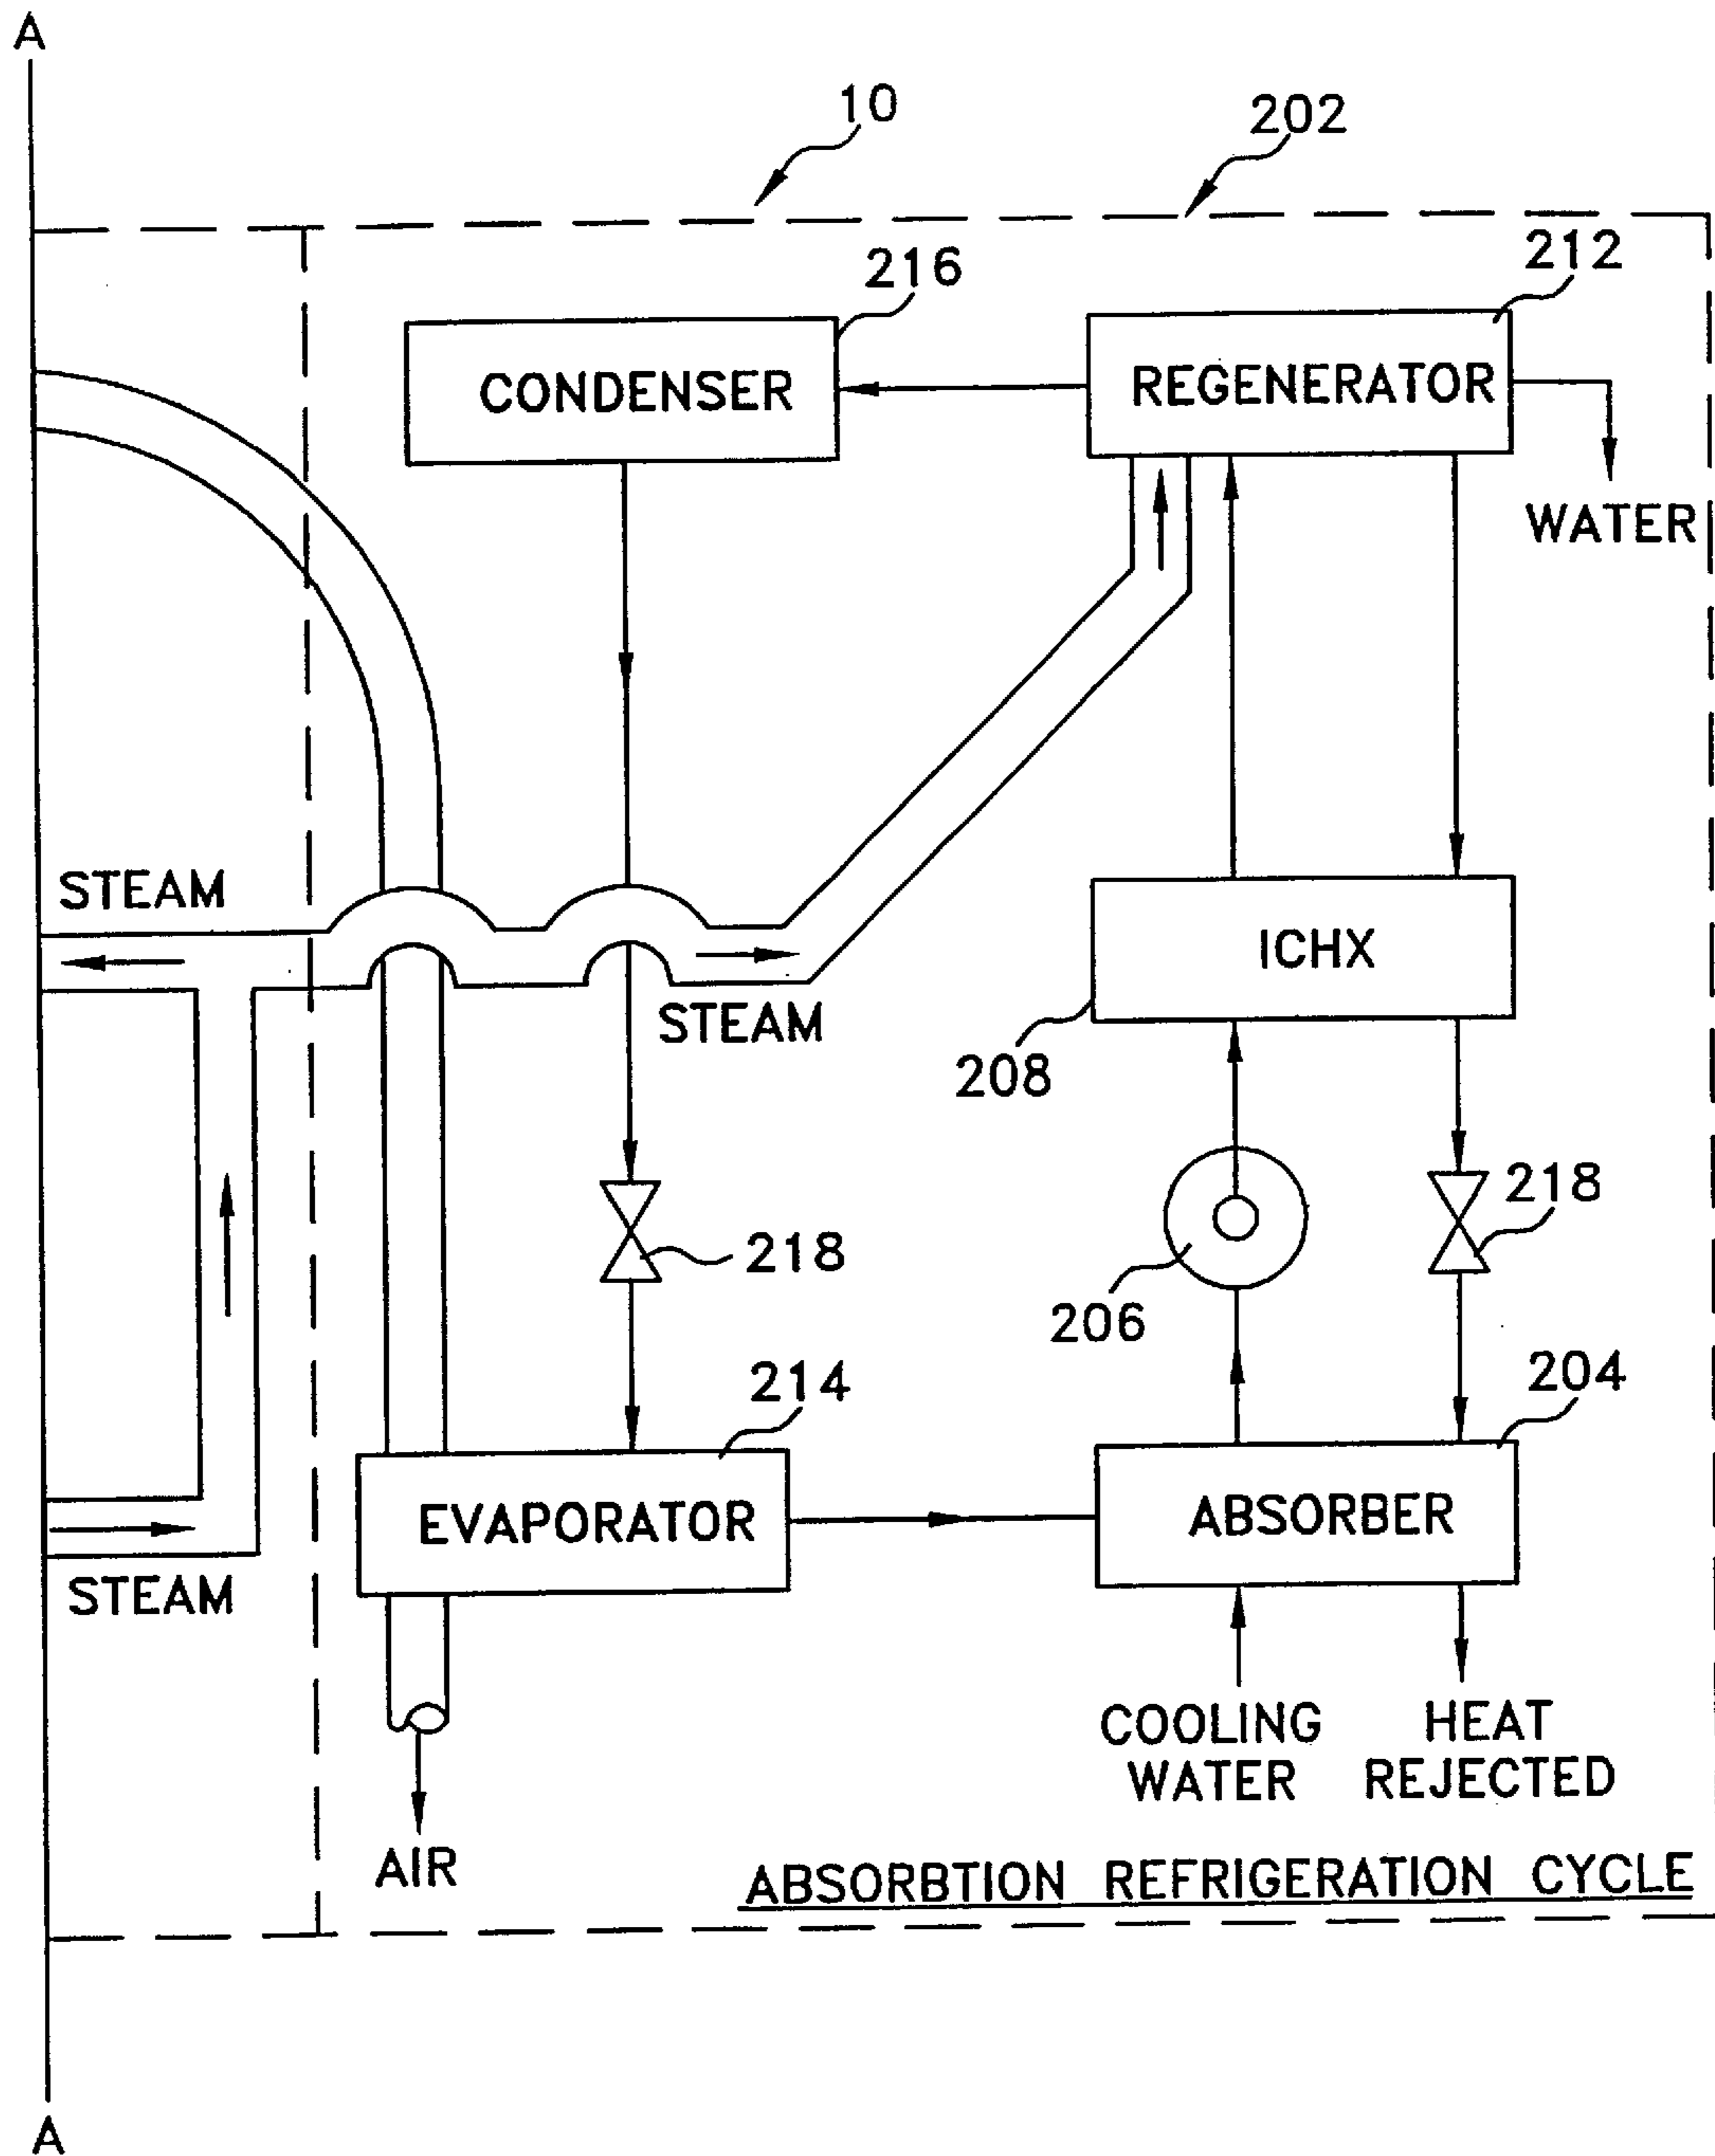 A
10
202
216
212
CONDENSER
REGENERATOR
WATER
STEAM
ICHX
STEAM
208
218
218
206
214
204
EVAPORATOR
ABSORBER
STEAM
COOLING
WATER
HEAT
REJECTED
AIR
ABSORBTION REFRIGERATION CYCLE
A